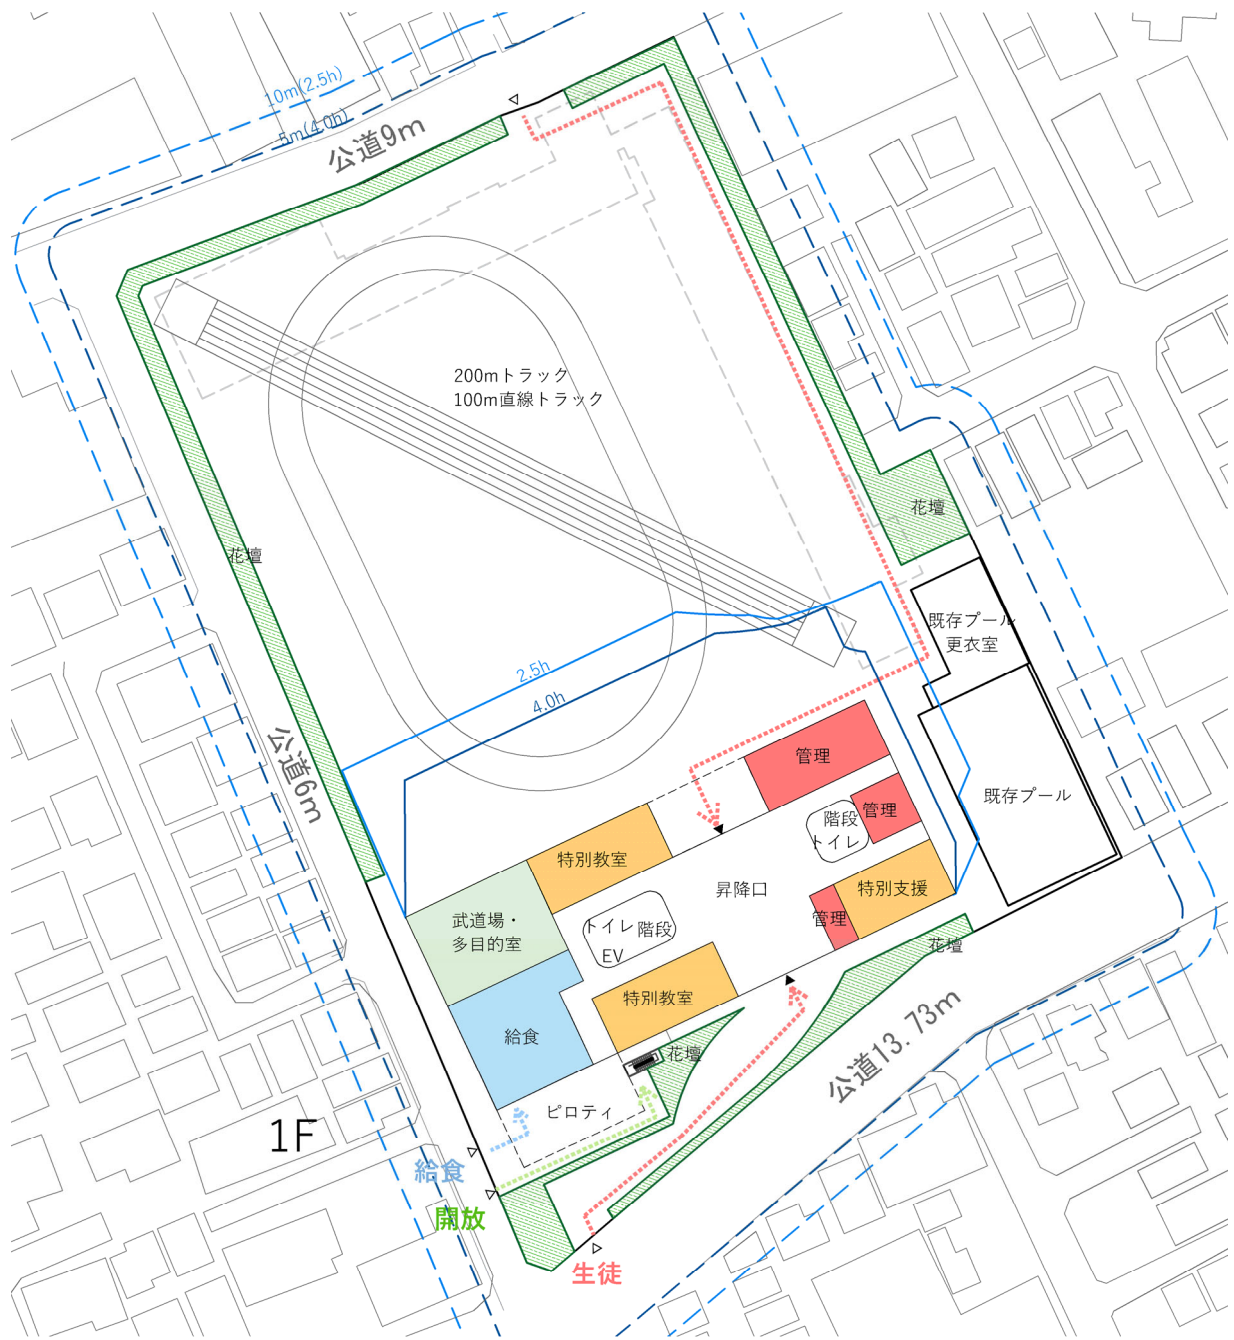 10m(2.5h)
5m(4.0h)
公道9m
200mトラック
100m直線トラック
花壇
花壇
既存プール
更衣室
2.5h
4.0h
公道6m
管理
既存プール
管理
階段
トイレ
特別教室
昇降口
特別支援
武道場・
多目的室
管理
トイレ 階段
EV
花壇
特別教室
給食
花壇
公道13.73m
ピロティ
1F
給食
開放
生徒